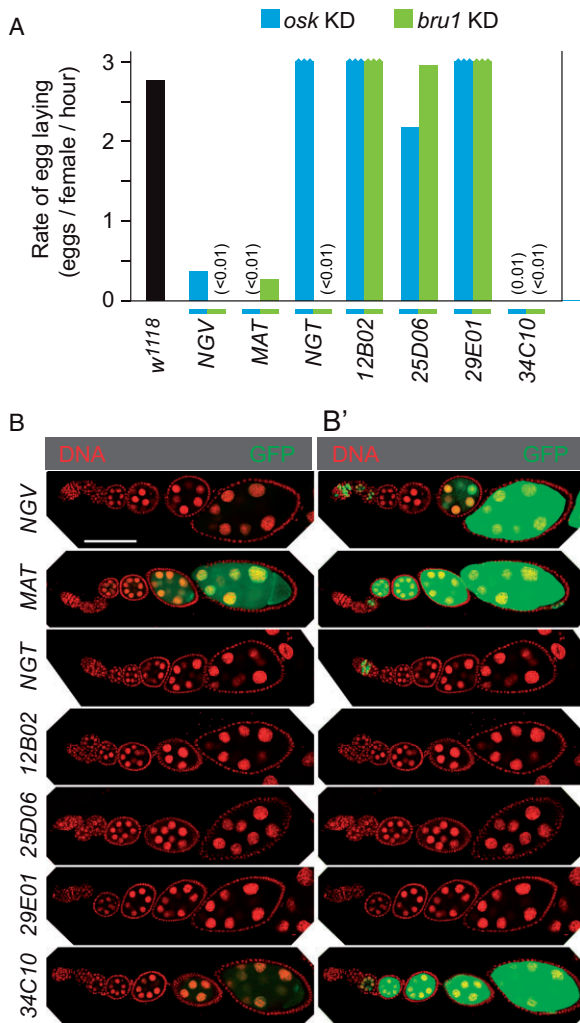 A
osk KD bru1 KD
Rate of egg laying
(eggs / female / hour)
3
2
1
0
(<0.01)
(<0.01)
(<0.01)
(0.01)
(<0.01)
w1118
NGV
MAT
NGT
12B02
25D06
29E01
34C10
B B'
DNA GFP DNA GFP
NGV
MAT
NGT
12B02
25D06
29E01
34C10